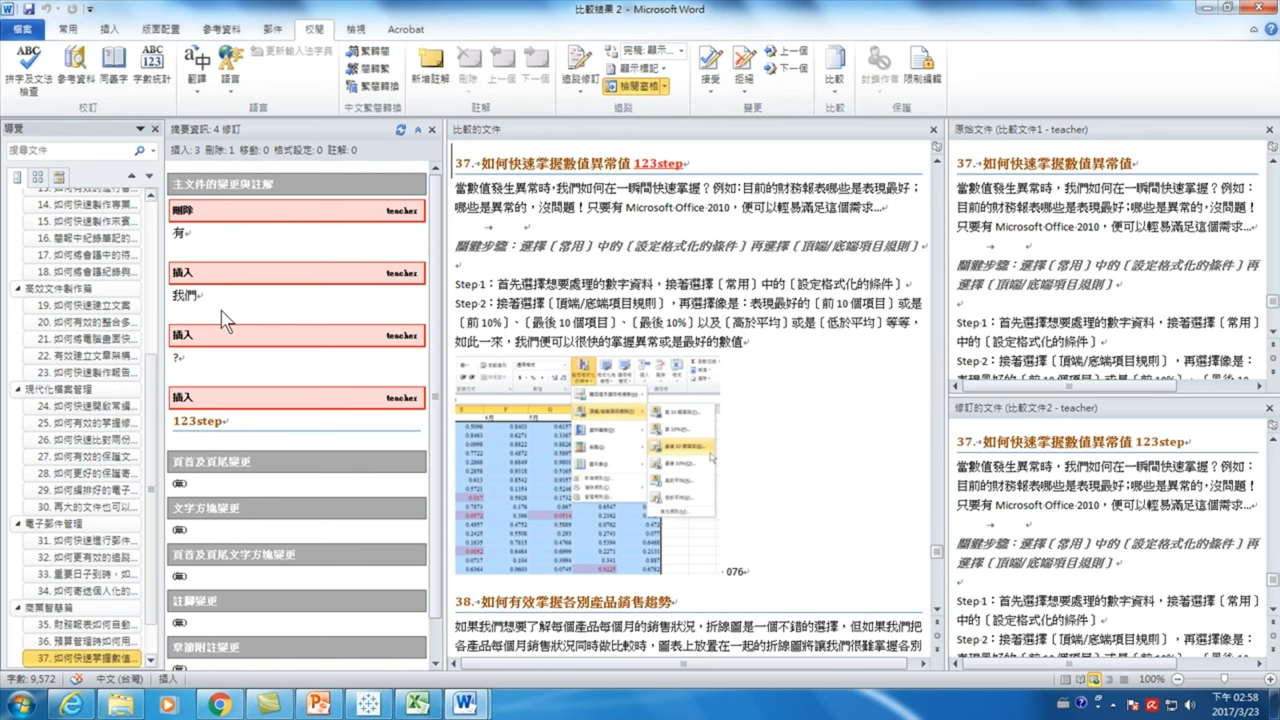 比較結果 2 - Microsoft Word
檔案 常用 插入 版面配置 參考資料 郵件 校閱 檢視 Acrobat
拼字及文法檢查 參考資料 同義字 字數統計 翻譯 語言 更新輸入法字典
繁轉簡
簡轉繁
繁簡轉換
新增註解 刪除 上一個 下一個 追蹤修訂
完稿: 顯示...
顯示標記
檢閱窗格
接受 拒絕
上一個
下一個
比較 封鎖作者 限制編輯
校訂 語言 中文繁簡轉換 註解 追蹤 變更 比較 保護
導覽
搜尋文件
14. 如何快速製作專業...
15. 如何快速製作來賓...
16. 簡報中紀錄筆記的...
17. 如何將會議中的待...
18. 如何將會議紀錄與...
高效文件製作篇
19. 如何快速建立文案
20. 如何有效的整合多...
21. 如何將電腦畫面快...
22. 有效建立文章架構...
23. 如何快速製作報告...
現代化檔案管理
24. 如何快速開啟常編...
25. 如何有效的掌握修...
26. 如何快速比對兩份...
27. 如何有效的保護文...
28. 如何更好的保護寄...
29. 如何編排好的電子...
30. 再大的文件也可以...
電子郵件管理
31. 如何快速進行郵件...
32. 如何更有效的追蹤...
33. 重要日子到時，如...
34. 如何寄送個人化的...
商業智慧篇
35. 財務報表如何自動...
36. 預算管理時如何用...
37. 如何快速掌握數值...
摘要資訊: 4 修訂
插入: 3 刪除: 1 移動: 0 格式設定: 0 註解: 0
主文件的變更與註解
刪除 teacher
有
插入 teacher
我們
插入 teacher
?
插入 teacher
123step
頁首及頁尾變更
(無)
文字方塊變更
(無)
頁首及頁尾文字方塊變更
(無)
註腳變更
(無)
章節附註變更
(無)
比較的文件
37. 如何快速掌握數值異常值 123step
當數值發生異常時，我們如何在一瞬間快速掌握？例如：目前的財務報表哪些是表現最好；
哪些是異常的，沒問題！只要有 Microsoft Office 2010，便可以輕易滿足這個需求...
關鍵步驟：選擇〔常用〕中的〔設定格式化的條件〕再選擇〔頂端/底端項目規則〕
Step 1：首先選擇想要處理的數字資料，接著選擇〔常用〕中的〔設定格式化的條件〕
Step 2：接著選擇〔頂端/底端項目規則〕，再選擇像是：表現最好的〔前 10 個項目〕或是
〔前 10%〕、〔最後 10 個項目〕、〔最後 10%〕以及〔高於平均〕或是〔低於平均〕等等，
如此一來，我們便可以很快的掌握異常或是最好的數值
076
38. 如何有效掌握各別產品銷售趨勢
如果我們想要了解每個產品每個月的銷售狀況，折線圖是一個不錯的選擇，但如果我們把
各產品每個月銷售狀況同時做比較時，圖表上放置在一起的折線圖將讓我們很難掌握各別
原始文件 (比較文件1 - teacher)
37. 如何快速掌握數值異常值
當數值發生異常時，我們如何在一瞬間快速掌握？例如：
目前的財務報表哪些是表現最好；哪些是異常的，沒問題！
只要有 Microsoft Office 2010，便可以輕易滿足這個需求...
關鍵步驟：選擇〔常用〕中的〔設定格式化的條件〕再
選擇〔頂端/底端項目規則〕
Step 1：首先選擇想要處理的數字資料，接著選擇〔常用〕
中的〔設定格式化的條件〕
Step 2：接著選擇〔頂端/底端項目規則〕，再選擇像是：
表現最好的〔前 10 個項目〕或是〔前 10%〕、〔最後 10
修訂的文件 (比較文件2 - teacher)
37. 如何快速掌握數值異常值 123step
當數值發生異常時，我們如何在一瞬間快速掌握？例如：
目前的財務報表哪些是表現最好；哪些是異常的，沒問題！
只要有 Microsoft Office 2010，便可以輕易滿足這個需求...
關鍵步驟：選擇〔常用〕中的〔設定格式化的條件〕再
選擇〔頂端/底端項目規則〕
Step 1：首先選擇想要處理的數字資料，接著選擇〔常用〕
中的〔設定格式化的條件〕
Step 2：接著選擇〔頂端/底端項目規則〕，再選擇像是：
字數: 9,572 中文 (台灣) 插入 100%
下午 02:58
2017/3/23